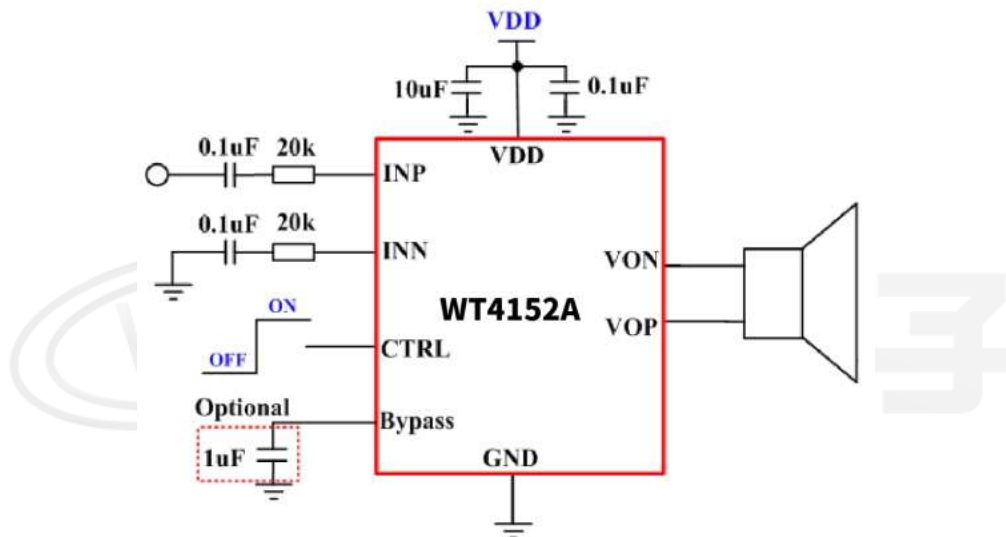 VDD
10uF
0.1uF
VDD
0.1uF 20k
INP
0.1uF 20k
INN
VON
WT4152A
ON
VOP
CTRL
OFF
Optional
Bypass
1uF
GND